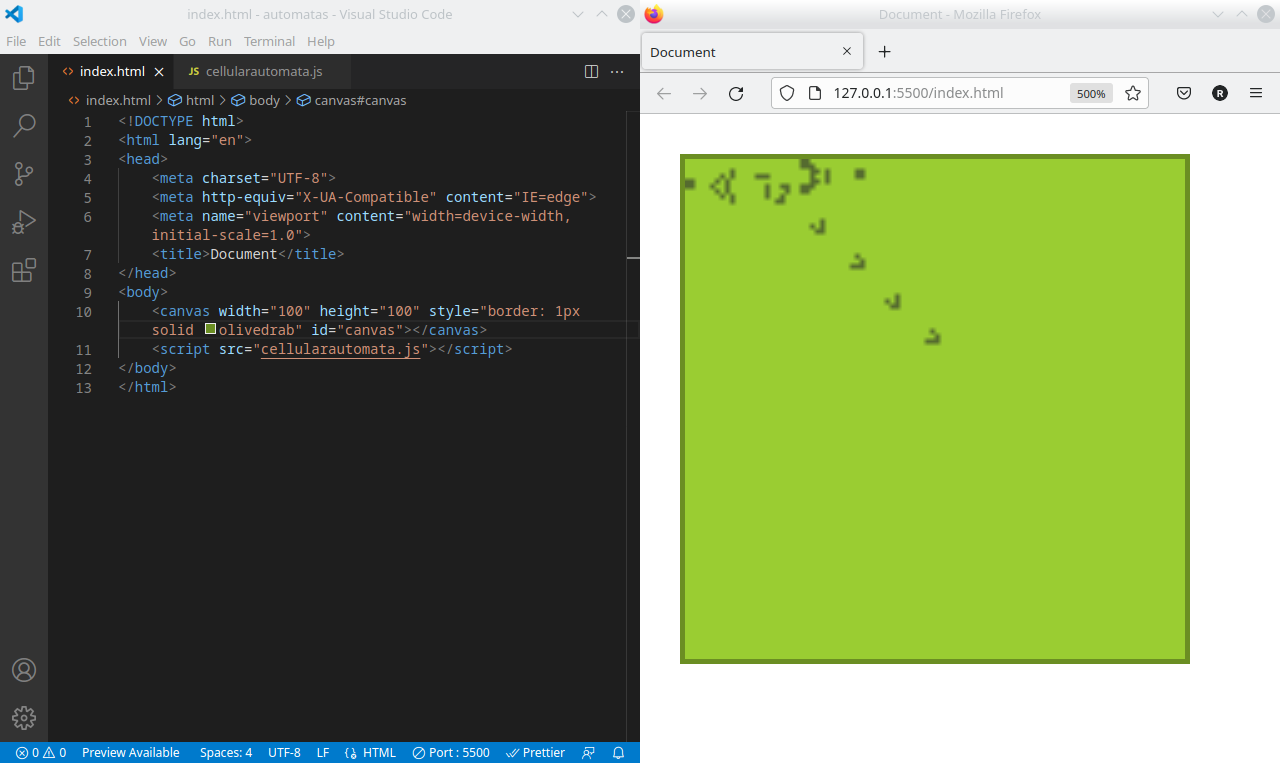 index.html - automatas - Visual Studio Code
File Edit Selection View Go Run Terminal Help
index.html
JS cellularautomata.js
index.html > html > body > canvas#canvas
1 <!DOCTYPE html>
2 <html lang="en">
3 <head>
4 <meta charset="UTF-8">
5 <meta http-equiv="X-UA-Compatible" content="IE=edge">
6 <meta name="viewport" content="width=device-width,
initial-scale=1.0">
7 <title>Document</title>
8 </head>
9 <body>
10 <canvas width="100" height="100" style="border: 1px
solid olivedrab" id="canvas"></canvas>
11 <script src="cellularautomata.js"></script>
12 </body>
13 </html>
0 0 Preview Available Spaces: 4 UTF-8 LF HTML Port : 5500 Prettier
Document - Mozilla Firefox
Document
127.0.0.1:5500/index.html 500% R